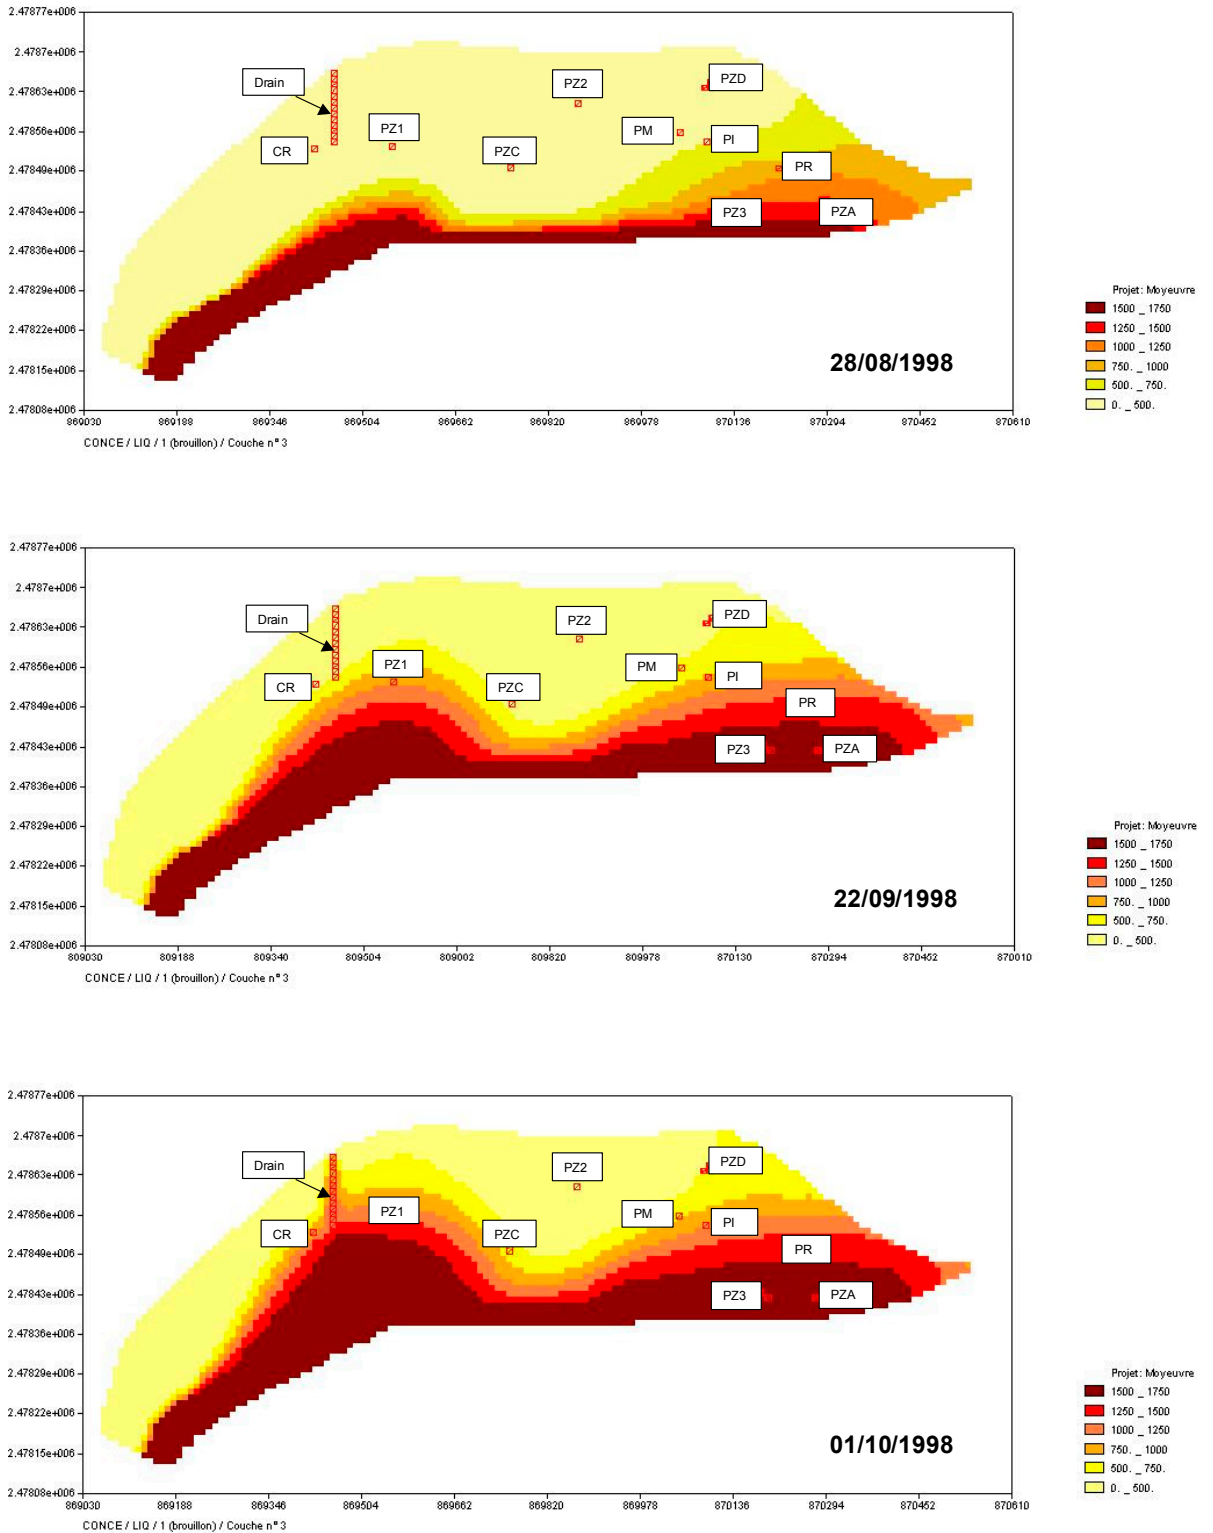 2.47877e+006
2.4787e+006
2.47863e+006
2.47856e+006
2.47849e+006
2.47843e+006
2.47836e+006
2.47829e+006
2.47822e+006
2.47815e+006
2.47808e+006
Drain
CR
PZ1
PZC
PZ2
PM
PZD
PI
PR
PZ3
PZA
28/08/1998
869030 869188 869346 869504 869662 869820 869978 870136 870294 870452 870610
CONCE / LIQ / 1 (brouillon) / Couche n° 3
Projet: Moyeuvre
1500 _ 1750
1250 _ 1500
1000 _ 1250
750. _ 1000
500. _ 750.
0. _ 500.
2.47877e+006
2.4787e+006
2.47863e+006
2.47856e+006
2.47849e+006
2.47843e+006
2.47836e+006
2.47829e+006
2.47822e+006
2.47815e+006
2.47808e+006
Drain
CR
PZ1
PZC
PZ2
PM
PZD
PI
PR
PZ3
PZA
22/09/1998
809030 809188 809340 809504 809002 809820 809978 870130 870294 870452 870010
CONCE / LIQ / 1 (brouillon) / Couche n° 3
Projet: Moyeuvre
1500 _ 1750
1250 _ 1500
1000 _ 1250
750. _ 1000
500. _ 750.
0. _ 500.
2.47877e+006
2.4787e+006
2.47863e+006
2.47856e+006
2.47849e+006
2.47843e+006
2.47836e+006
2.47829e+006
2.47822e+006
2.47815e+006
2.47808e+006
Drain
CR
PZ1
PZC
PZ2
PM
PZD
PI
PR
PZ3
PZA
01/10/1998
869030 869188 869346 869504 869662 869820 869978 870136 870294 870452 870610
CONCE / LIQ / 1 (brouillon) / Couche n° 3
Projet: Moyeuvre
1500 _ 1750
1250 _ 1500
1000 _ 1250
750. _ 1000
500. _ 750.
0. _ 500.